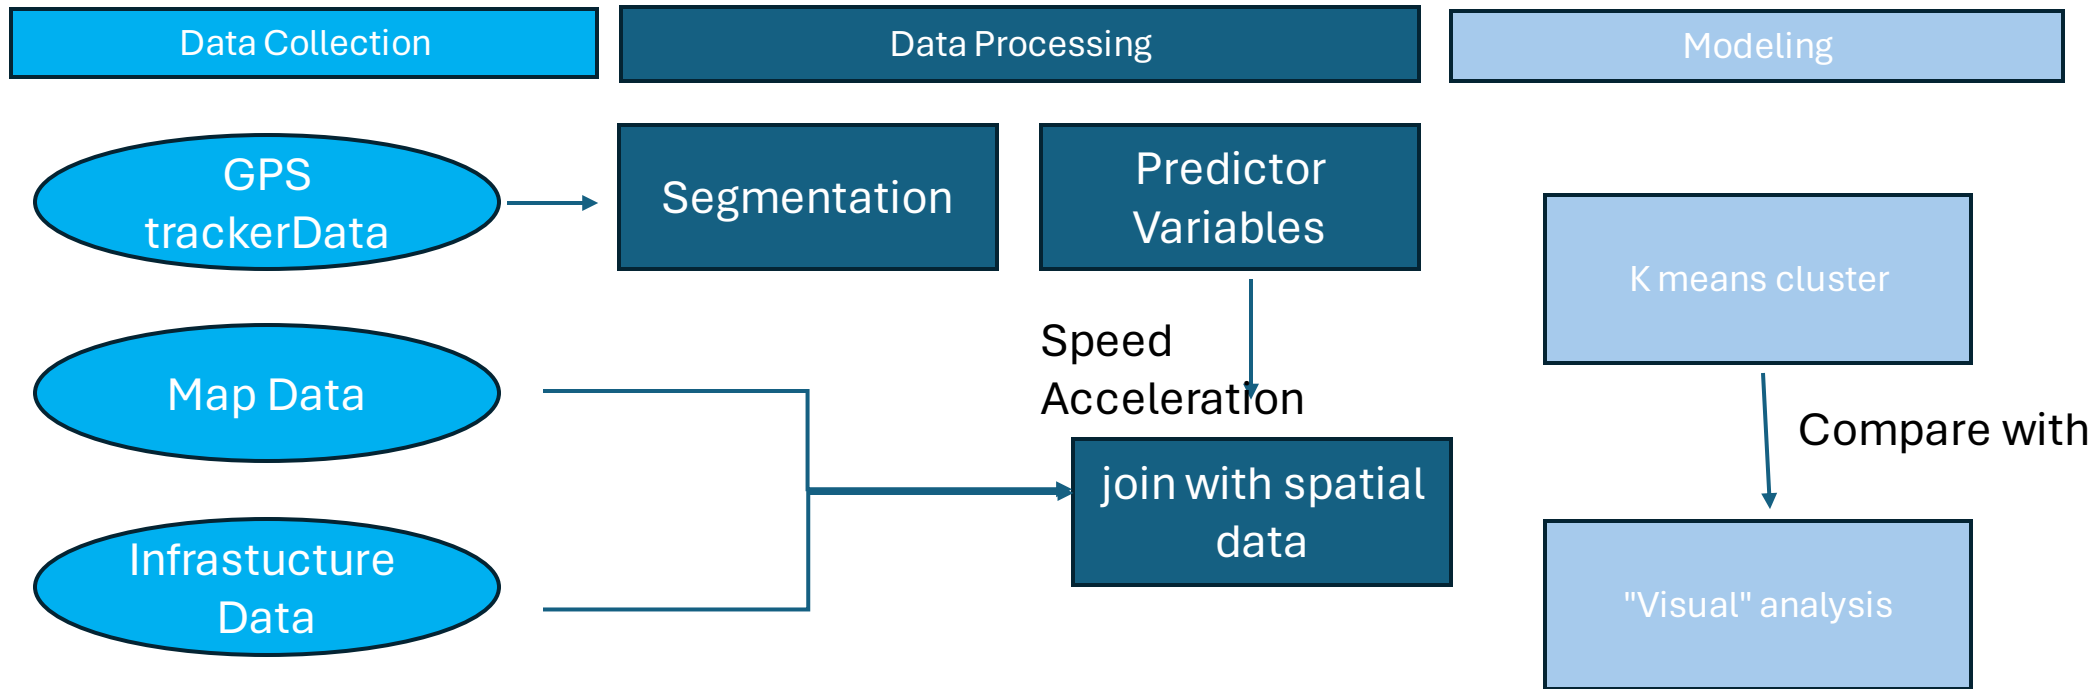 Data Collection
Data Processing
Modeling
GPS
trackerData
Segmentation
Predictor
Variables
K means cluster
Speed
Acceleration
Map Data
Compare with
join with spatial
data
Infrastucture
Data
"Visual" analysis